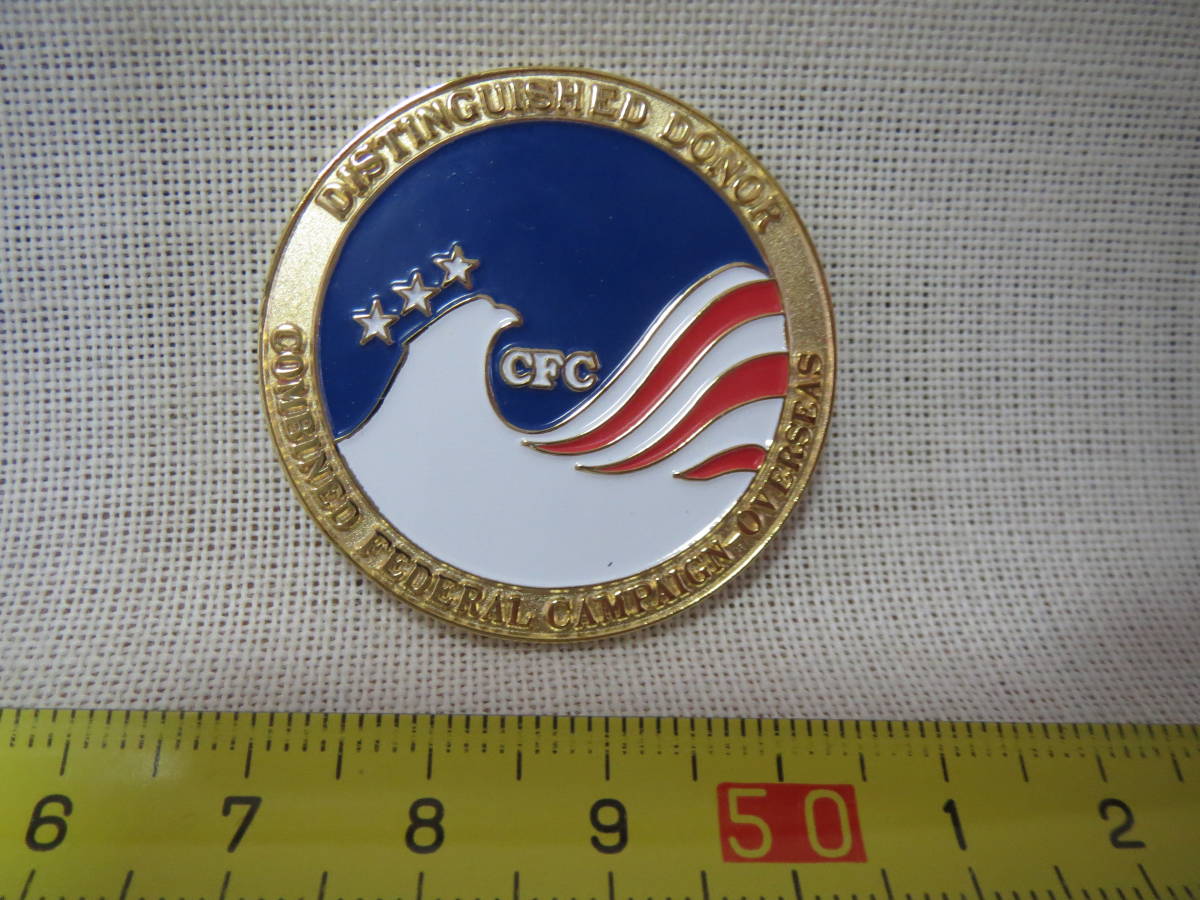 DISTINGUISHED DONOR
CFC
COMBINED FEDERAL CAMPAIGN-OVERSEAS
6 7 8 9 50 1 2